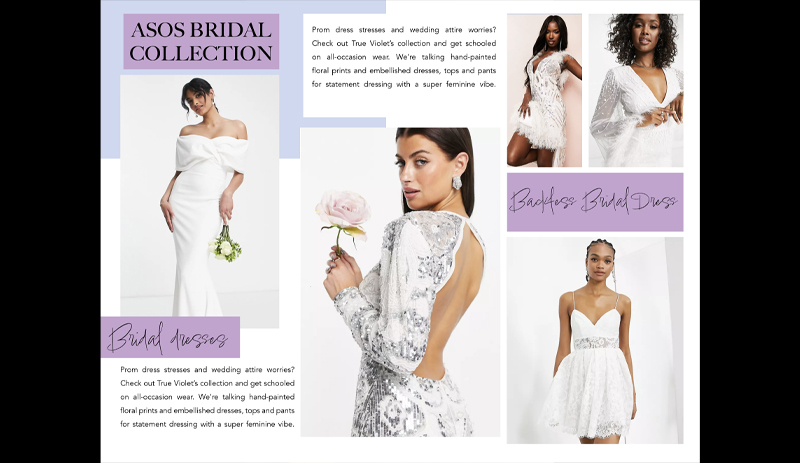 ASOS BRIDAL
COLLECTION
Prom dress stresses and wedding attire worries?
Check out True Violet's collection and get schooled
on all-occasion wear. We're talking hand-painted
floral prints and embellished dresses, tops and pants
for statement dressing with a super feminine vibe.
Backless Bridal Dress
Bridal dresses
Prom dress stresses and wedding attire worries?
Check out True Violet's collection and get schooled
on all-occasion wear. We're talking hand-painted
floral prints and embellished dresses, tops and pants
for statement dressing with a super feminine vibe.